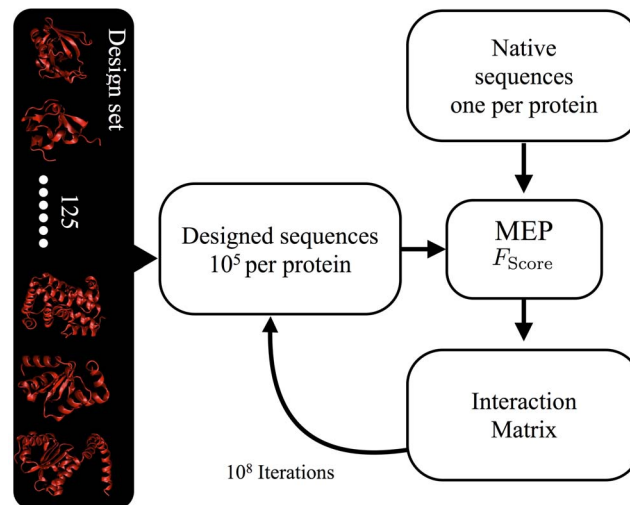 Design set
125
Native
sequences
one per protein
Designed sequences
10⁵ per protein
MEP
F_Score
Interaction
Matrix
10⁸ Iterations